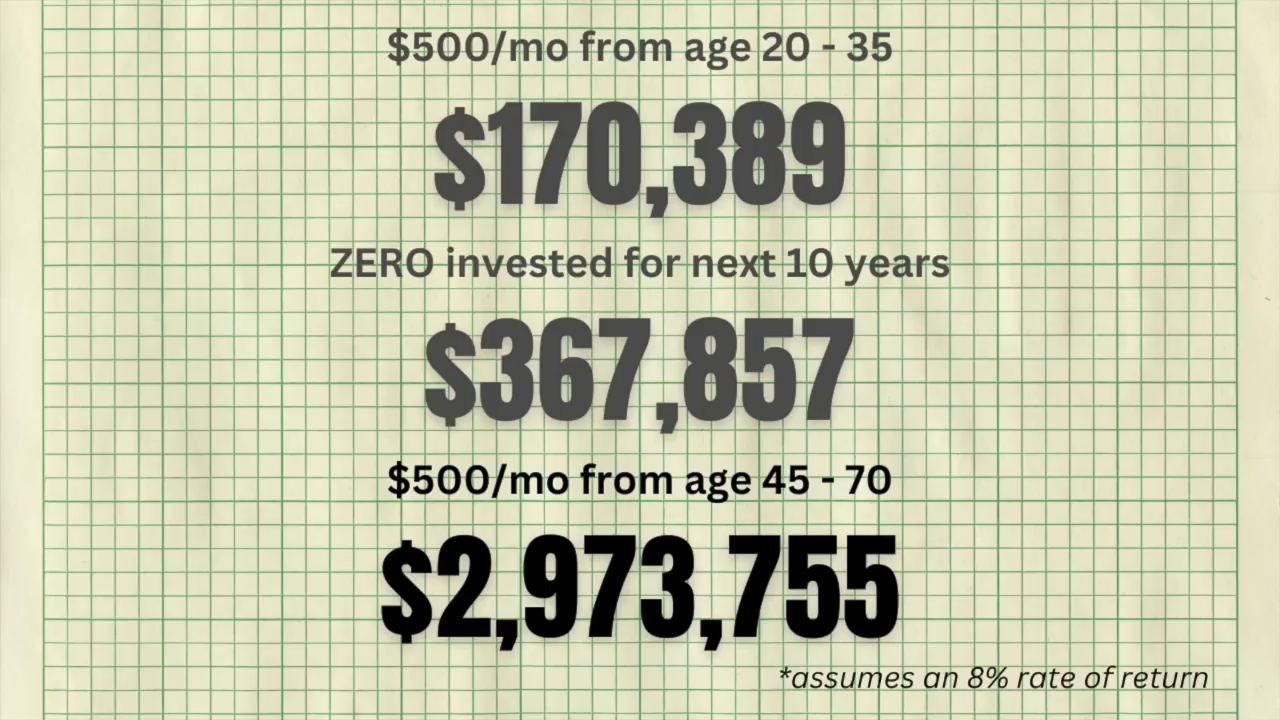 $500/mo from age 20 - 35
$170,389
ZERO invested for next 10 years
$367,857
$500/mo from age 45 - 70
$2,973,755
*assumes an 8% rate of return